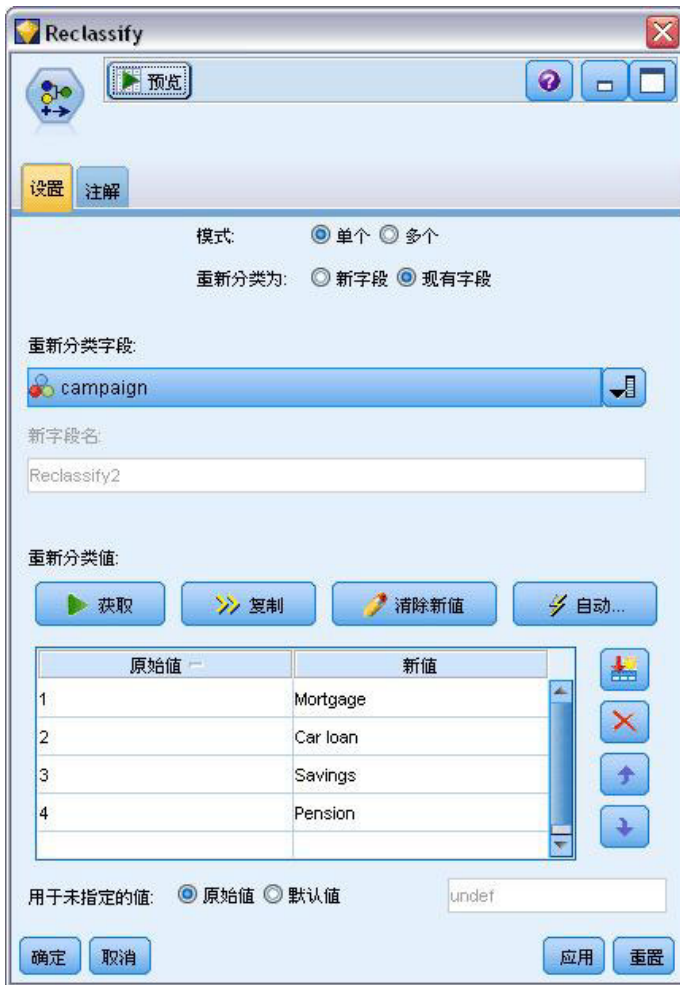 Reclassify
预览
设置 注解
模式: 单个 多个
重新分类为: 新字段 现有字段
重新分类字段:
campaign
新字段名:
Reclassify2
重新分类值:
获取 复制 清除新值 自动...
原始值 新值
1 Mortgage
2 Car loan
3 Savings
4 Pension
用于未指定的值: 原始值 默认值 undef
确定 取消 应用 重置